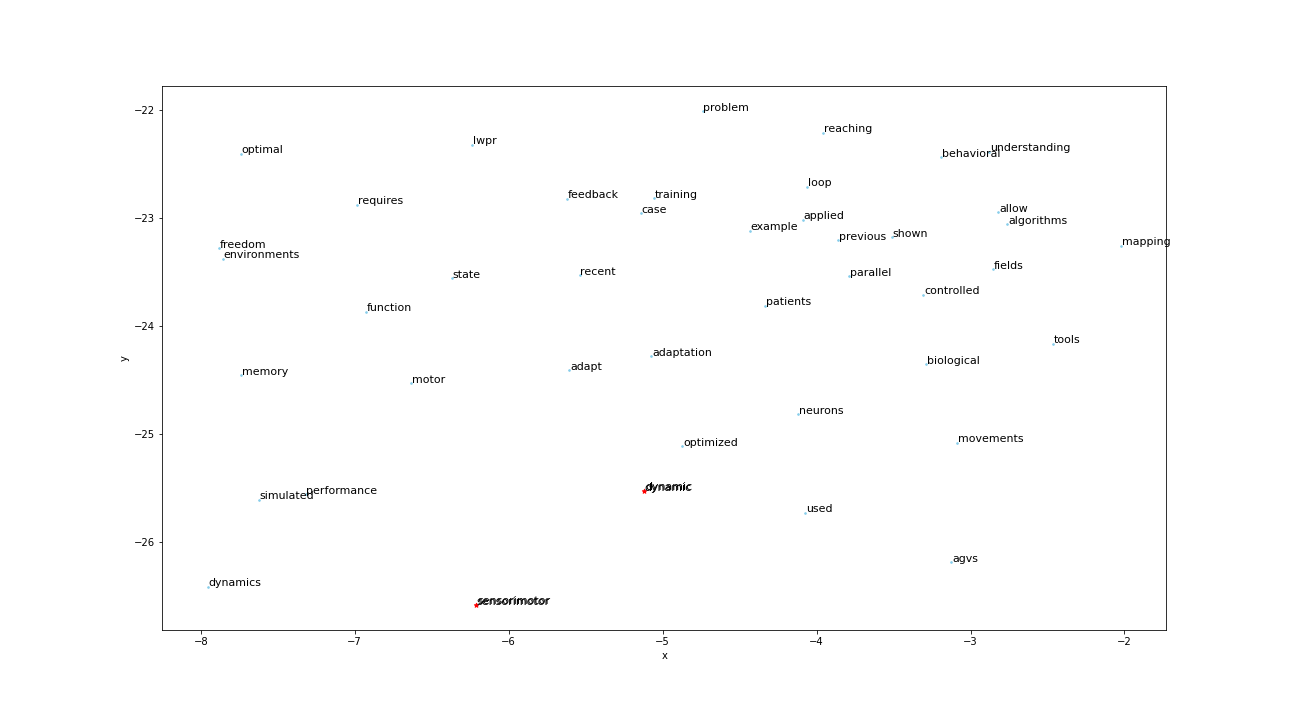 problem
−22
reaching
lwpr
understanding
optimal
behavioral
loop
feedback
training
requires
allow
case
applied
−23
algorithms
example
shown
previous
mapping
freedom
environments
fields
recent
parallel
state
controlled
patients
function
−24
tools
adaptation
y
biological
adapt
memory
motor
neurons
−25
movements
optimized
dynamic
performance
simulated
used
−26
agvs
dynamics
sensorimotor
−8
−7
−6
−5
−4
−3
−2
x